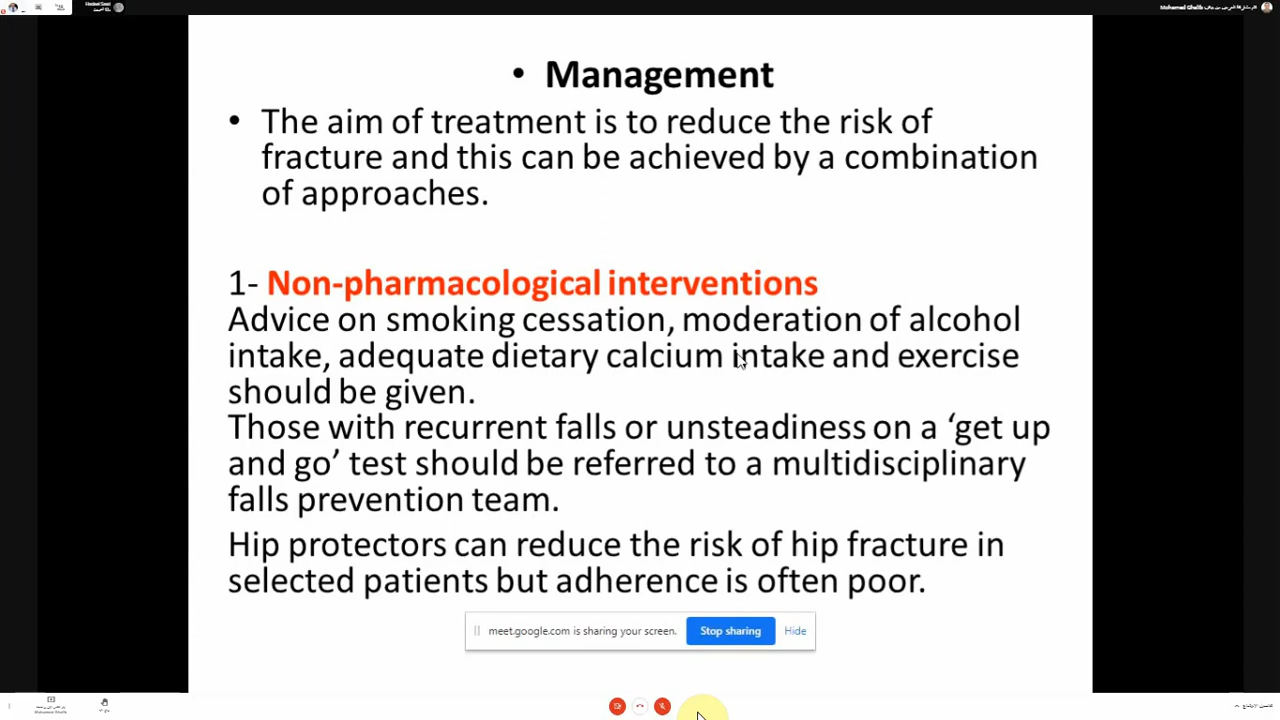 Mohamed Ghalib
• Management
• The aim of treatment is to reduce the risk of
fracture and this can be achieved by a combination
of approaches.
1- Non-pharmacological interventions
Advice on smoking cessation, moderation of alcohol
intake, adequate dietary calcium intake and exercise
should be given.
Those with recurrent falls or unsteadiness on a ‘get up
and go’ test should be referred to a multidisciplinary
falls prevention team.
Hip protectors can reduce the risk of hip fracture in
selected patients but adherence is often poor.
meet.google.com is sharing your screen.
Stop sharing
Hide